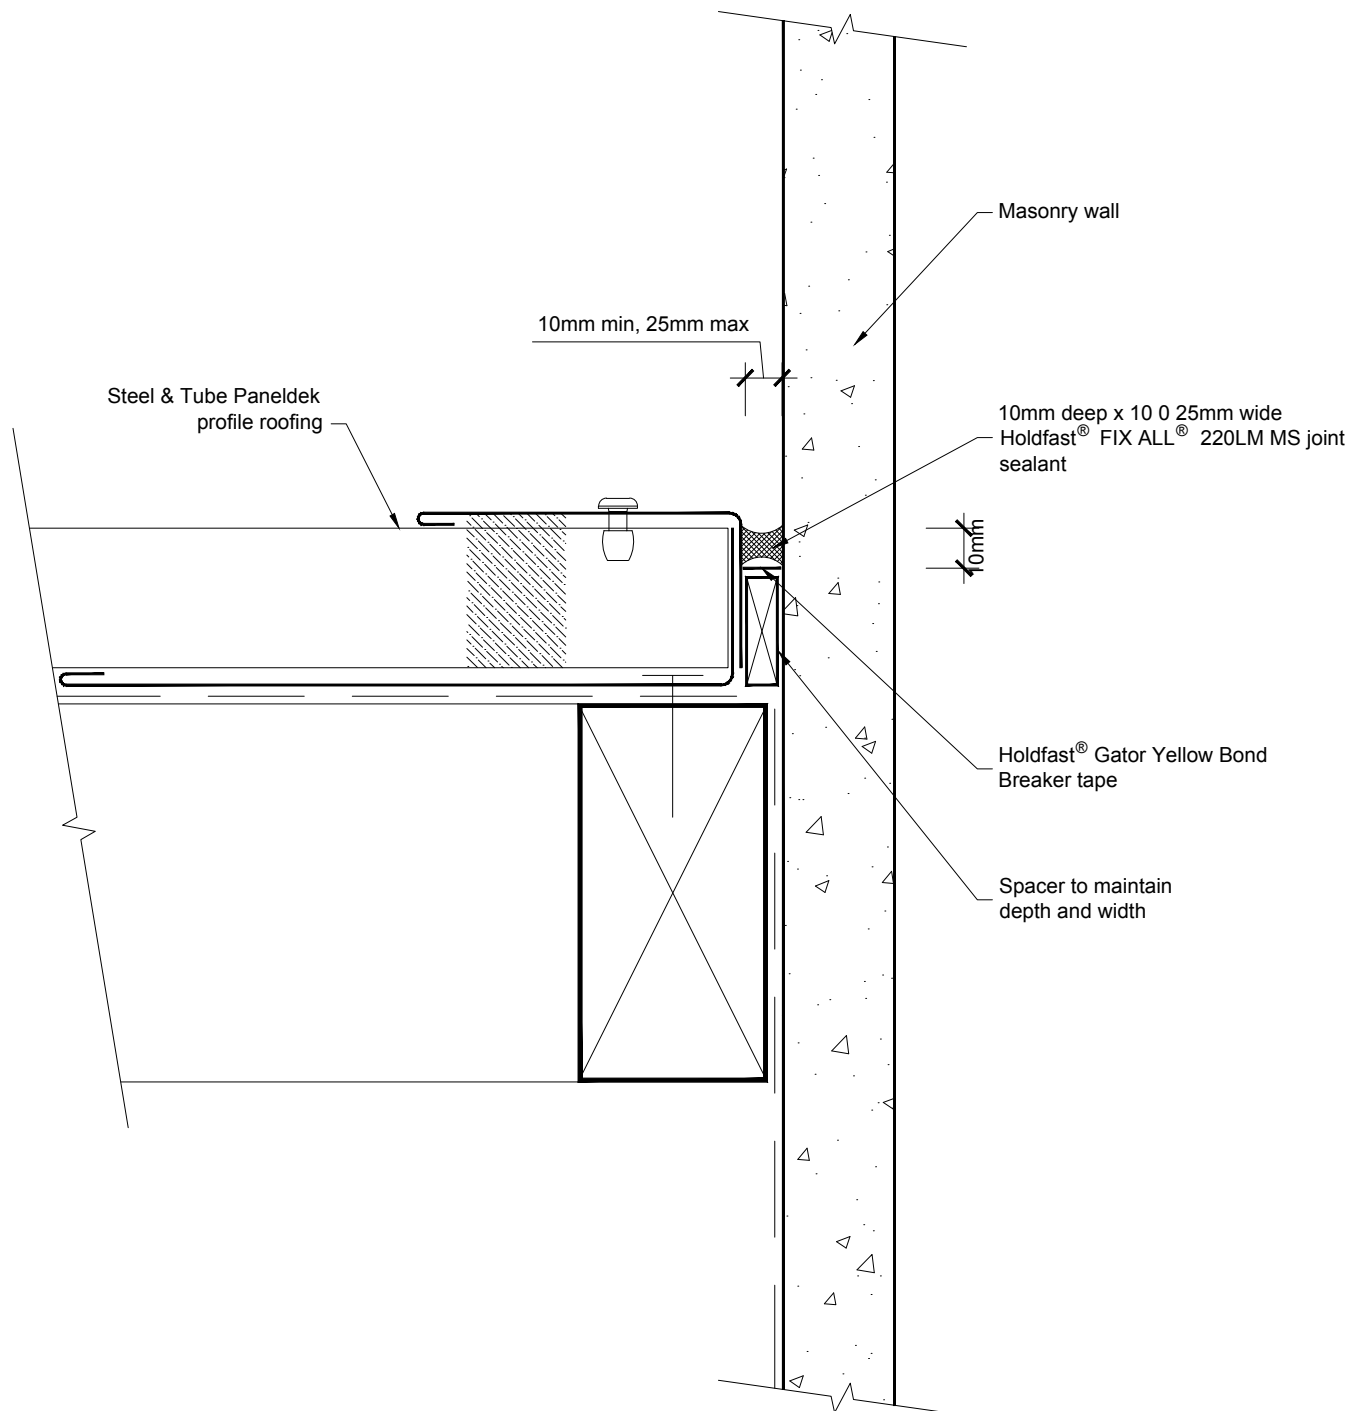 Masonry wall
10mm min, 25mm max
Steel & Tube Paneldek
profile roofing
10mm deep x 10 0 25mm wide
Holdfast® FIX ALL® 220LM MS joint
sealant
10mm
Holdfast® Gator Yellow Bond
Breaker tape
Spacer to maintain
depth and width